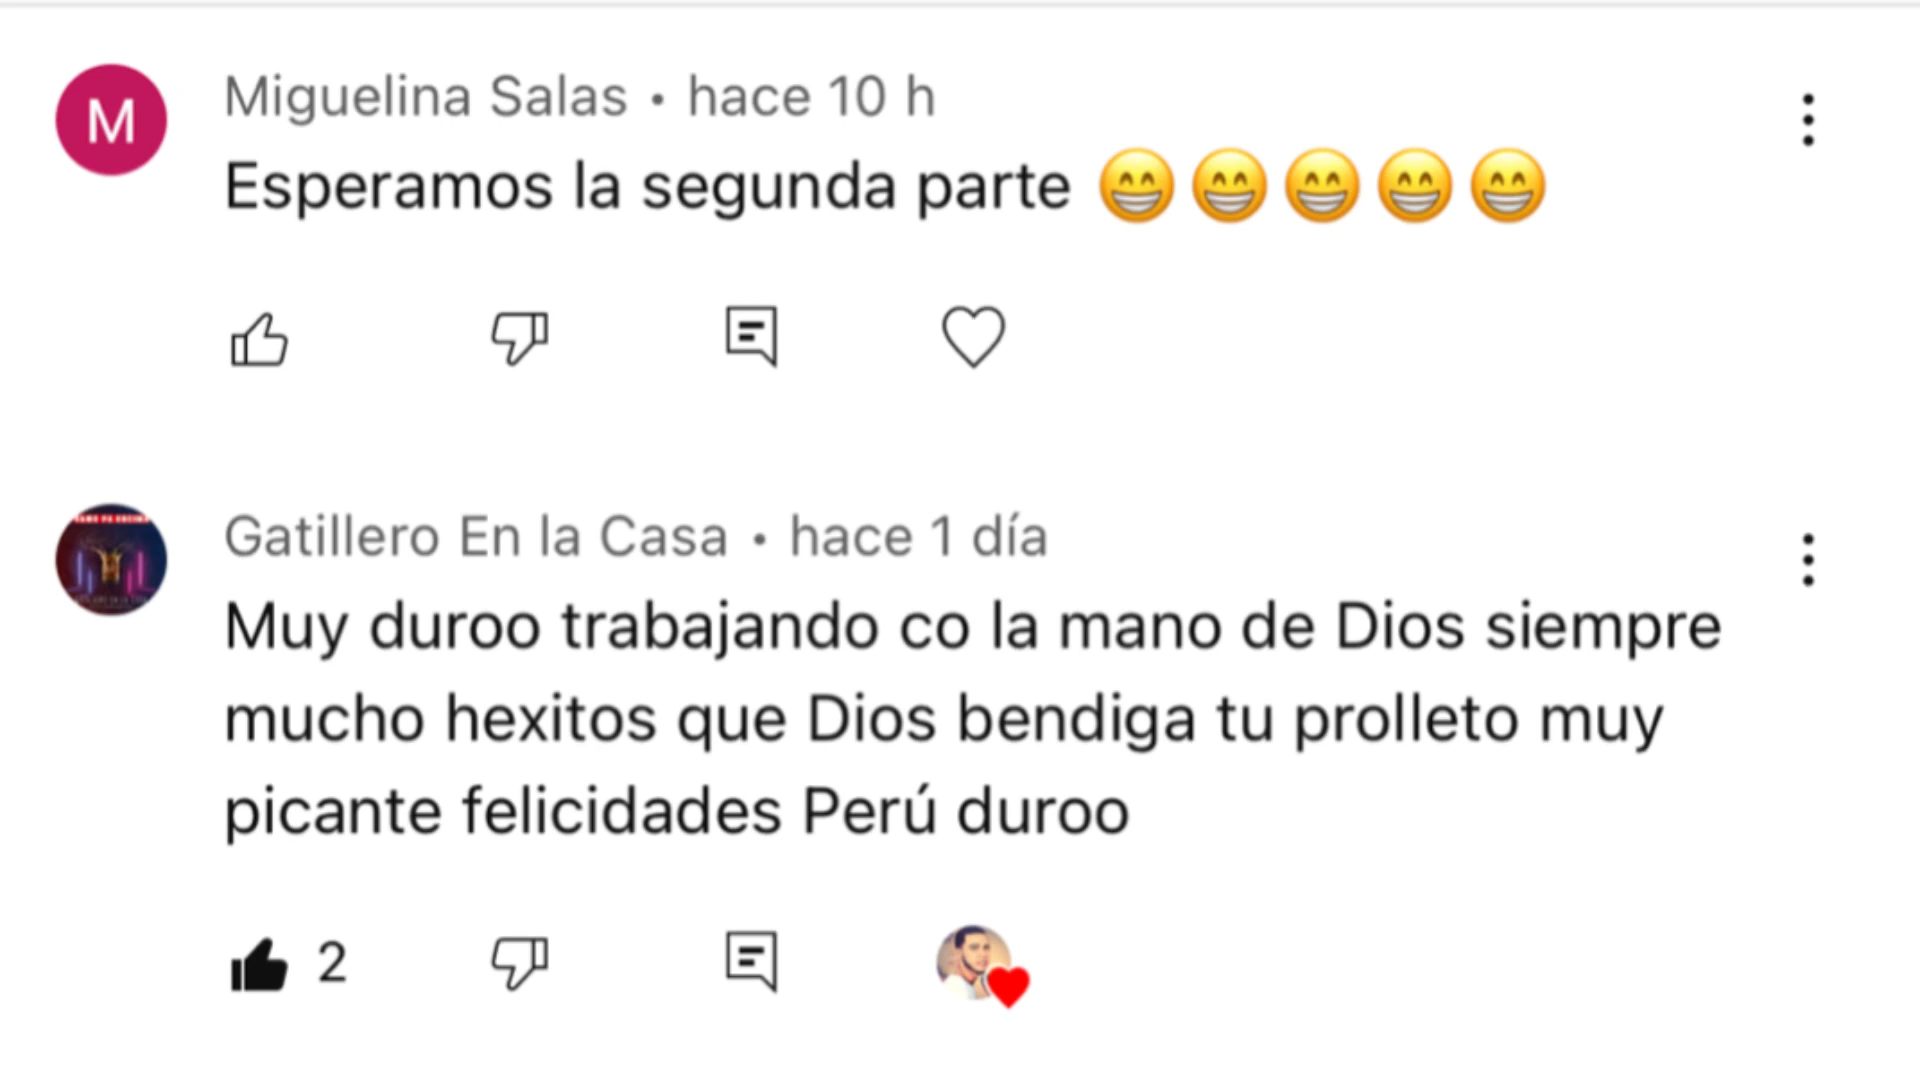 M
Miguelina Salas • hace 10 h
Esperamos la segunda parte 😁😁😁😁😁
Gatillero En la Casa • hace 1 día
Muy duroo trabajando co la mano de Dios siempre
mucho hexitos que Dios bendiga tu prolleto muy
picante felicidades Perú duroo
2